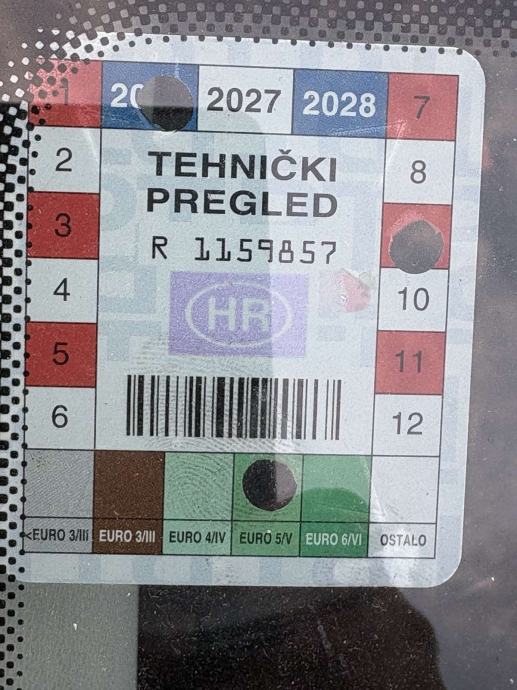 1 20 2027 2028 7
2 TEHNIČKI 8
3 PREGLED
R 1159857
4 HR 10
5 11
6 12
<EURO 3/III EURO 3/III EURO 4/IV EURO 5/V EURO 6/VI OSTALO